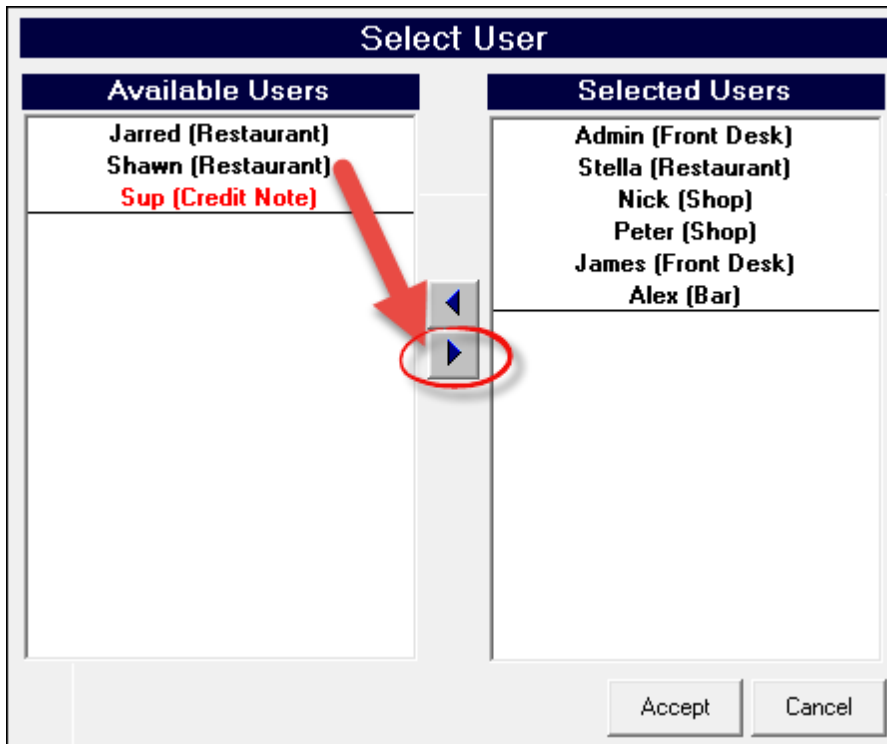 Select User
Available Users
Jarred (Restaurant)
Shawn (Restaurant)
Sup (Credit Note)
Selected Users
Admin (Front Desk)
Stella (Restaurant)
Nick (Shop)
Peter (Shop)
James (Front Desk)
Alex (Bar)
Accept
Cancel